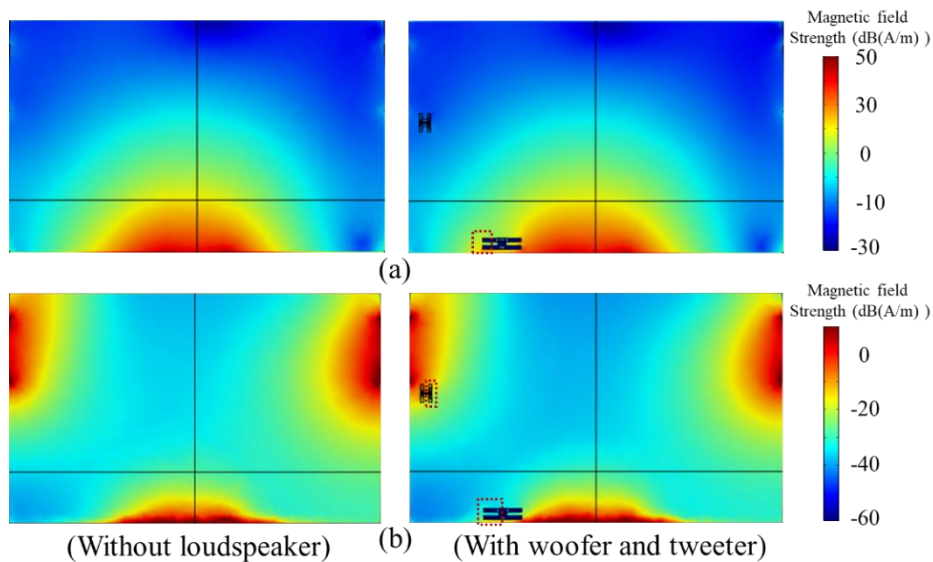 Magnetic field
Strength (dB(A/m) )
50
30
0
-10
-30
(a)
Magnetic field
Strength (dB(A/m) )
0
-20
-40
-60
(Without loudspeaker)
(b)
(With woofer and tweeter)